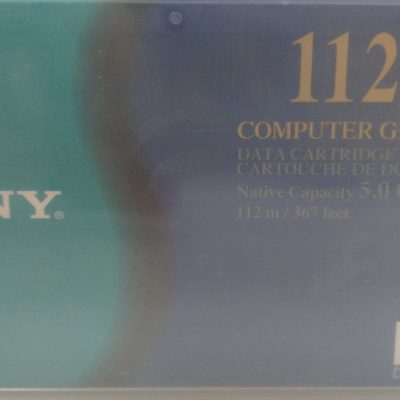 112
COMPUTER G
DATA CARTRIDGE
CARTOUCHE DE DO
NY®
Native Capacity 5.0
112 m / 367 feet.